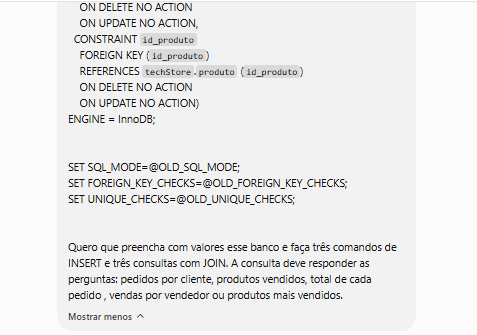 ON DELETE NO ACTION
ON UPDATE NO ACTION,
CONSTRAINT id_produto
FOREIGN KEY (id_produto)
REFERENCES techStore.produto (id_produto)
ON DELETE NO ACTION
ON UPDATE NO ACTION)
ENGINE = InnoDB;
SET SQL_MODE=@OLD_SQL_MODE;
SET FOREIGN_KEY_CHECKS=@OLD_FOREIGN_KEY_CHECKS;
SET UNIQUE_CHECKS=@OLD_UNIQUE_CHECKS;
Quero que preencha com valores esse banco e faça três comandos de
INSERT e três consultas com JOIN. A consulta deve responder as
perguntas: pedidos por cliente, produtos vendidos, total de cada
pedido , vendas por vendedor ou produtos mais vendidos.
Mostrar menos